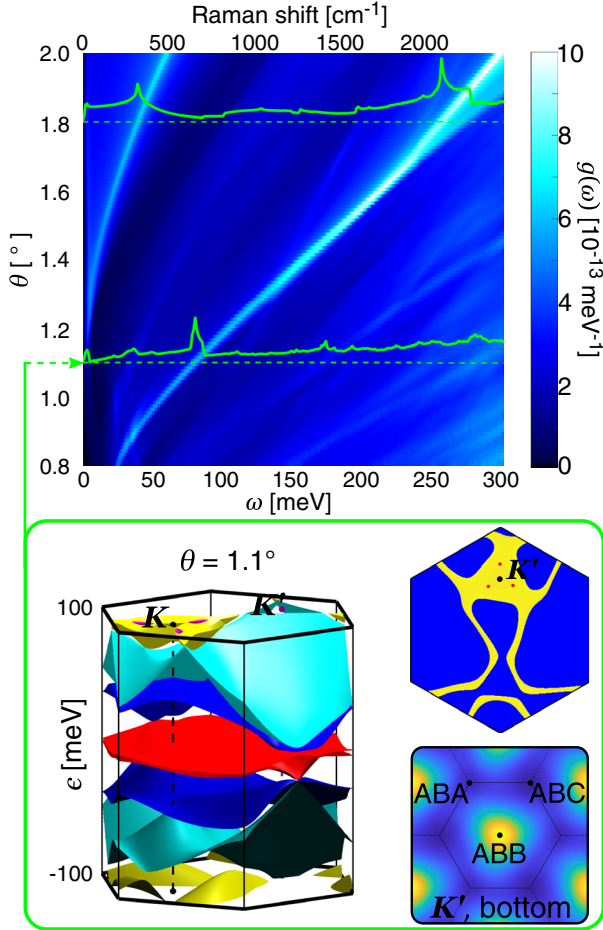 Raman shift [cm⁻¹]
0 500 1000 1500 2000
2.0
1.8
1.6
1.4
1.2
1.0
0.8
θ [ ° ]
0 50 100 150 200 250 300
ω [meV]
10
8
6
4
2
0
g(ω) [10⁻¹³ meV⁻¹]
θ = 1.1°
100
-100
ϵ [meV]
K K'
K'
ABA ABC
ABB
K', bottom